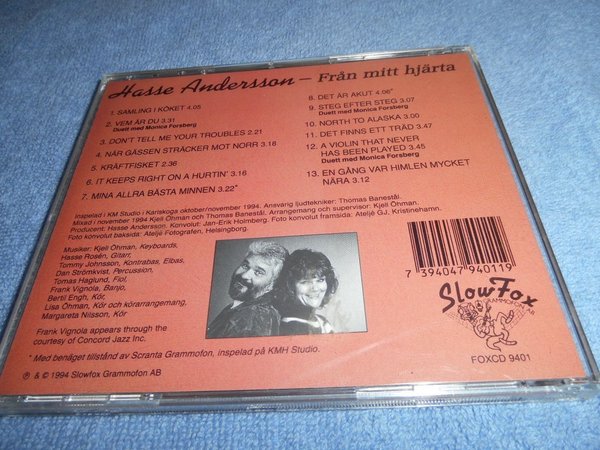 Hasse Andersson – Från mitt hjärta
1. SAMLING I KÖKET 4.05
2. VEM ÄR DU 3.31
Duett med Monica Forsberg
3. DON'T TELL ME YOUR TROUBLES 2.21
4. NÄR GÄSSEN STRÄCKER MOT NORR 3.18
5. KRÄFTFISKET 2.36
6. IT KEEPS RIGHT ON A HURTIN' 3.16
7. MINA ALLRA BÄSTA MINNEN 3.22*
8. DET ÄR AKUT 4.06*
9. STEG EFTER STEG 3.07
Duett med Monica Forsberg
10. NORTH TO ALASKA 3.00
11. DET FINNS ETT TRÄD 3.47
12. A VIOLIN THAT NEVER
HAS BEEN PLAYED 3.45
Duett med Monica Forsberg
13. EN GÅNG VAR HIMLEN MYCKET
NÄRA 3.12
Inspelad i KM Studio i Karlskoga oktober/november 1994. Ansvarig ljudtekniker: Thomas Banestål.
Mixad i november 1994 Kjell Öhman och Thomas Banestål. Arrangemang och supervisor: Kjell Öhman.
Producer: Hasse Andersson. Konvolut: Jan-Erik Holmberg. Foto konvolut framsida: Ateljé GJ, Kristinehamn.
Foto konvolut baksida: Ateljé Fotografen, Helsingborg.
Musiker: Kjell Öhman, Keyboards,
Hasse Rosén, Gitarr,
Tommy Johnsson, Kontrabas, Elbas,
Dan Strömkvist, Percussion,
Tomas Haglund, Fiol,
Frank Vignola, Banjo,
Bertil Engh, Kör,
Lisa Öhman, Kör och körarrangemang,
Margareta Nilsson, Kör
Frank Vignola appears through the
courtesy of Concord Jazz Inc.
* Med benäget tillstånd av Scranta Grammofon, inspelad på KMH Studio.
℗ & © 1994 Slowfox Grammofon AB
7 394047 940119
SlowFox
GRAMMOFON AB
FOXCD 9401